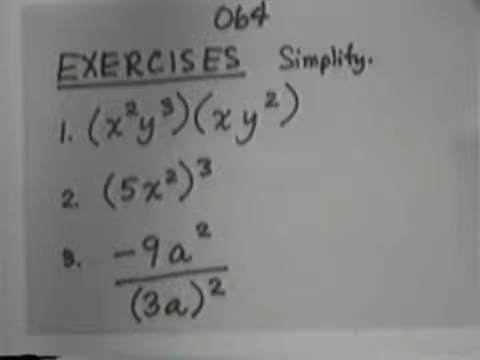 064
EXERCISES Simplify.
1. (x²y³)(xy²)
2. (5x²)³
3. -9a²
(3a)²